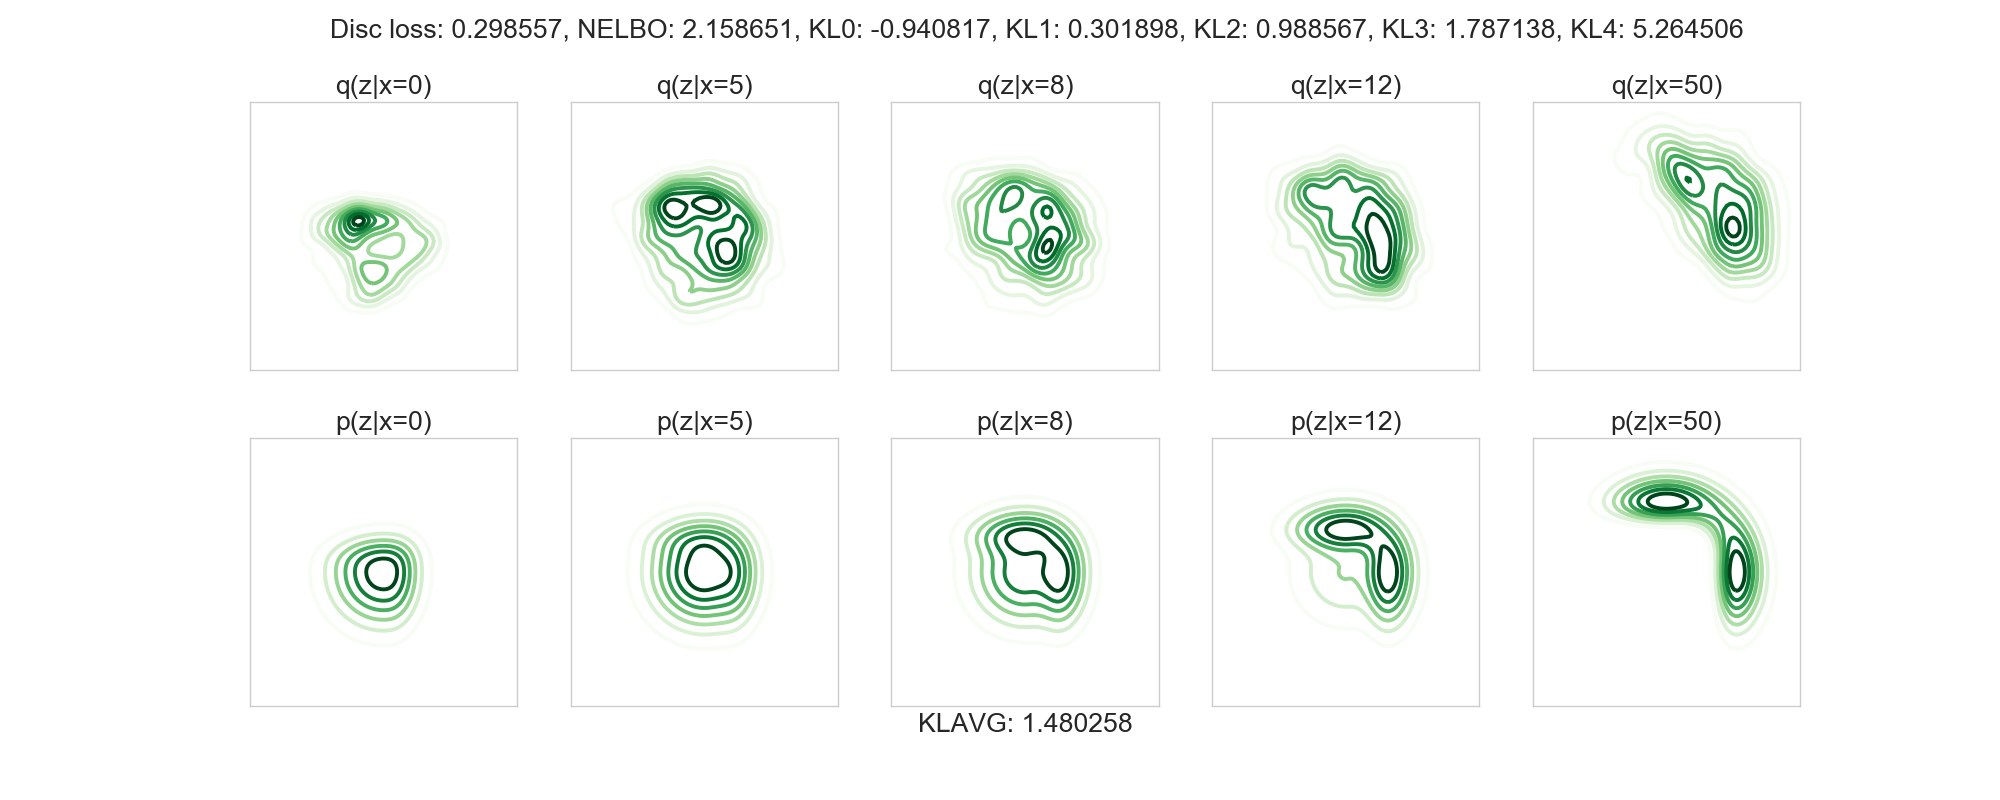 Disc loss: 0.298557, NELBO: 2.158651, KL0: -0.940817, KL1: 0.301898, KL2: 0.988567, KL3: 1.787138, KL4: 5.264506
q(z|x=0) q(z|x=5) q(z|x=8) q(z|x=12) q(z|x=50)
p(z|x=0) p(z|x=5) p(z|x=8) p(z|x=12) p(z|x=50)
KLAVG: 1.480258